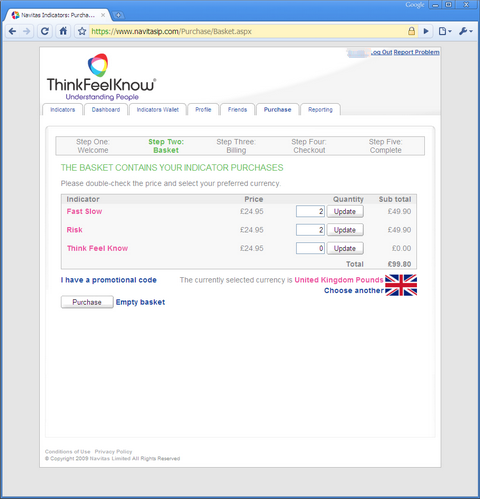 Navitas Indicators: Purcha...
Google
https://www.navitasip.com/Purchase/Basket.aspx
Log Out Report Problem
ThinkFeelKnow
Understanding People
Indicators Dashboard Indicators Wallet Profile Friends Purchase Reporting
Step One: Step Two: Step Three: Step Four: Step Five:
Welcome Basket Billing Checkout Complete
THE BASKET CONTAINS YOUR INDICATOR PURCHASES
Please double-check the price and select your preferred currency.
Indicator Price Quantity Sub total
Fast Slow £24.95 2 Update £49.90
Risk £24.95 2 Update £49.90
Think Feel Know £24.95 0 Update £0.00
Total £99.80
I have a promotional code The currently selected currency is United Kingdom Pounds
Choose another
Purchase Empty basket
Conditions of Use Privacy Policy
© Copyright 2009 Navitas Limited All Rights Reserved